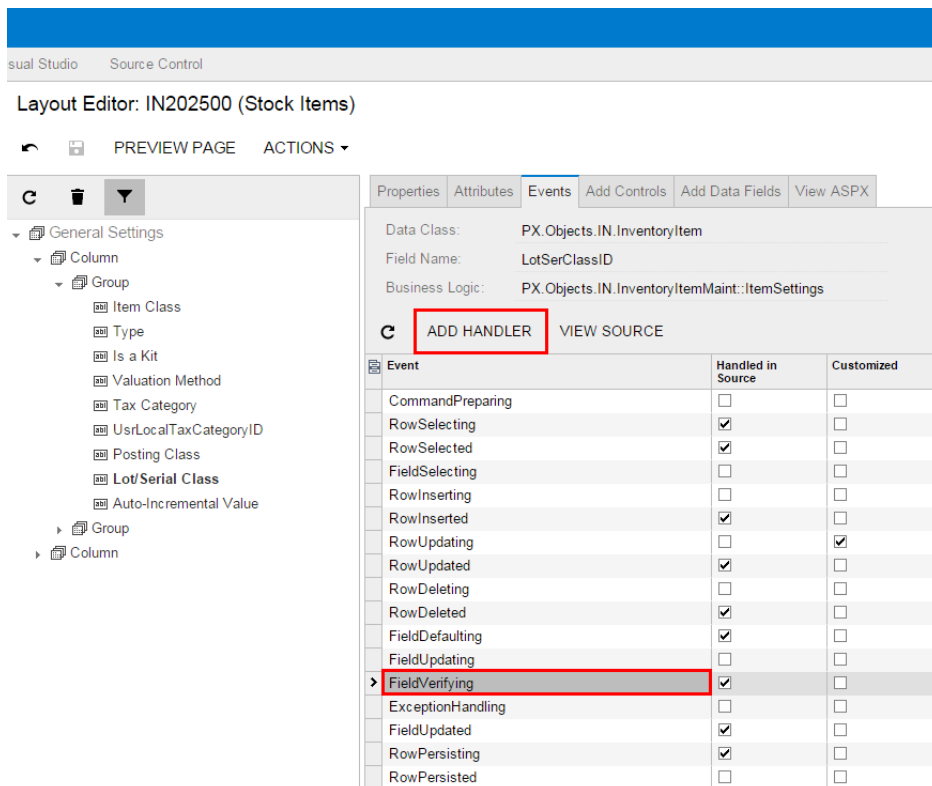 sual Studio Source Control
Layout Editor: IN202500 (Stock Items)
PREVIEW PAGE ACTIONS
Properties Attributes Events Add Controls Add Data Fields View ASPX
General Settings
Column
Group
Item Class
Type
Is a Kit
Valuation Method
Tax Category
UsrLocalTaxCategoryID
Posting Class
Lot/Serial Class
Auto-Incremental Value
Group
Column
Data Class: PX.Objects.IN.InventoryItem
Field Name: LotSerClassID
Business Logic: PX.Objects.IN.InventoryItemMaint::ItemSettings
ADD HANDLER VIEW SOURCE
Event Handled in Source Customized
CommandPreparing
RowSelecting
RowSelected
FieldSelecting
RowInserting
RowInserted
RowUpdating
RowUpdated
RowDeleting
RowDeleted
FieldDefaulting
FieldUpdating
FieldVerifying
ExceptionHandling
FieldUpdated
RowPersisting
RowPersisted